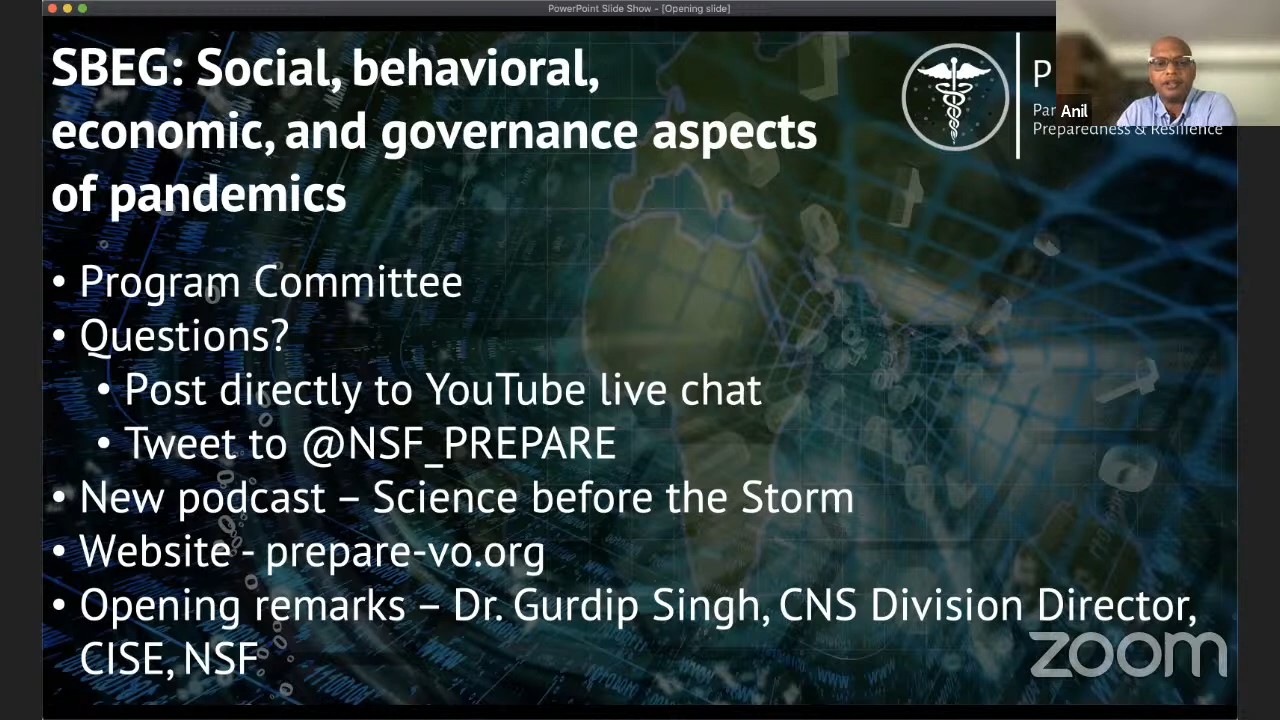 PowerPoint Slide Show - [Opening slide]
SBEG: Social, behavioral,
economic, and governance aspects
of pandemics
P
Par
Anil
Preparedness & Resilience
• Program Committee
• Questions?
• Post directly to YouTube live chat
• Tweet to @NSF_PREPARE
• New podcast – Science before the Storm
• Website - prepare-vo.org
• Opening remarks – Dr. Gurdip Singh, CNS Division Director,
CISE, NSF
zoom